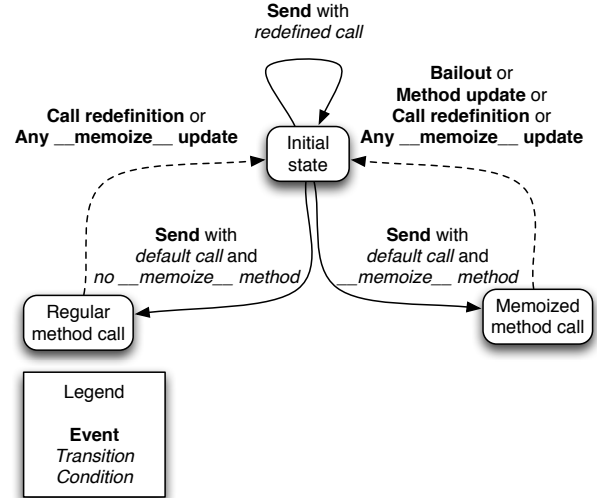 Send with
redefined call
Bailout or
Method update or
Call redefinition or
Any __memoize__ update
Call redefinition or
Any __memoize__ update
Initial
state
Send with
default call and
no __memoize__ method
Send with
default call and
__memoize__ method
Regular
method call
Memoized
method call
Legend
Event
Transition
Condition